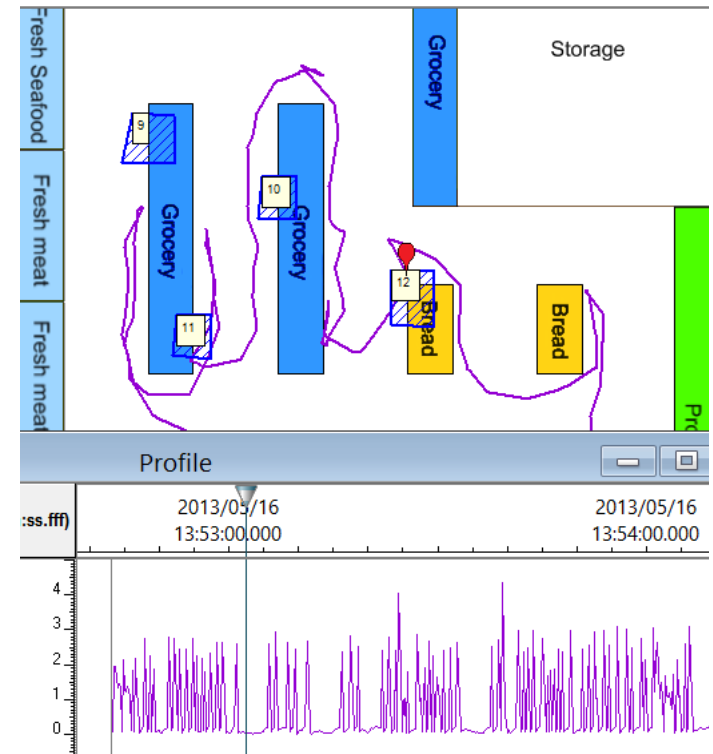 Fresh Seafood
Fresh meat
Fresh meat
Grocery
Grocery
Grocery
Storage
9
10
11
12
Bread
Bread
Pro
Profile
:ss.fff)
2013/05/16
13:53:00.000
2013/05/16
13:54:00.000
4
3
2
1
0